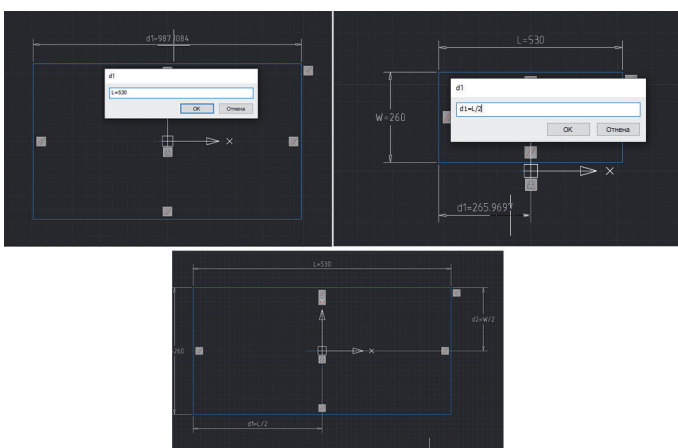 d1=987.084
d1
L=530
OK Отмена
X
L=530
W=260
d1
d1=L/2
OK Отмена
X
d1=265.969
L=530
d2=W/2
260
X
d1=L/2